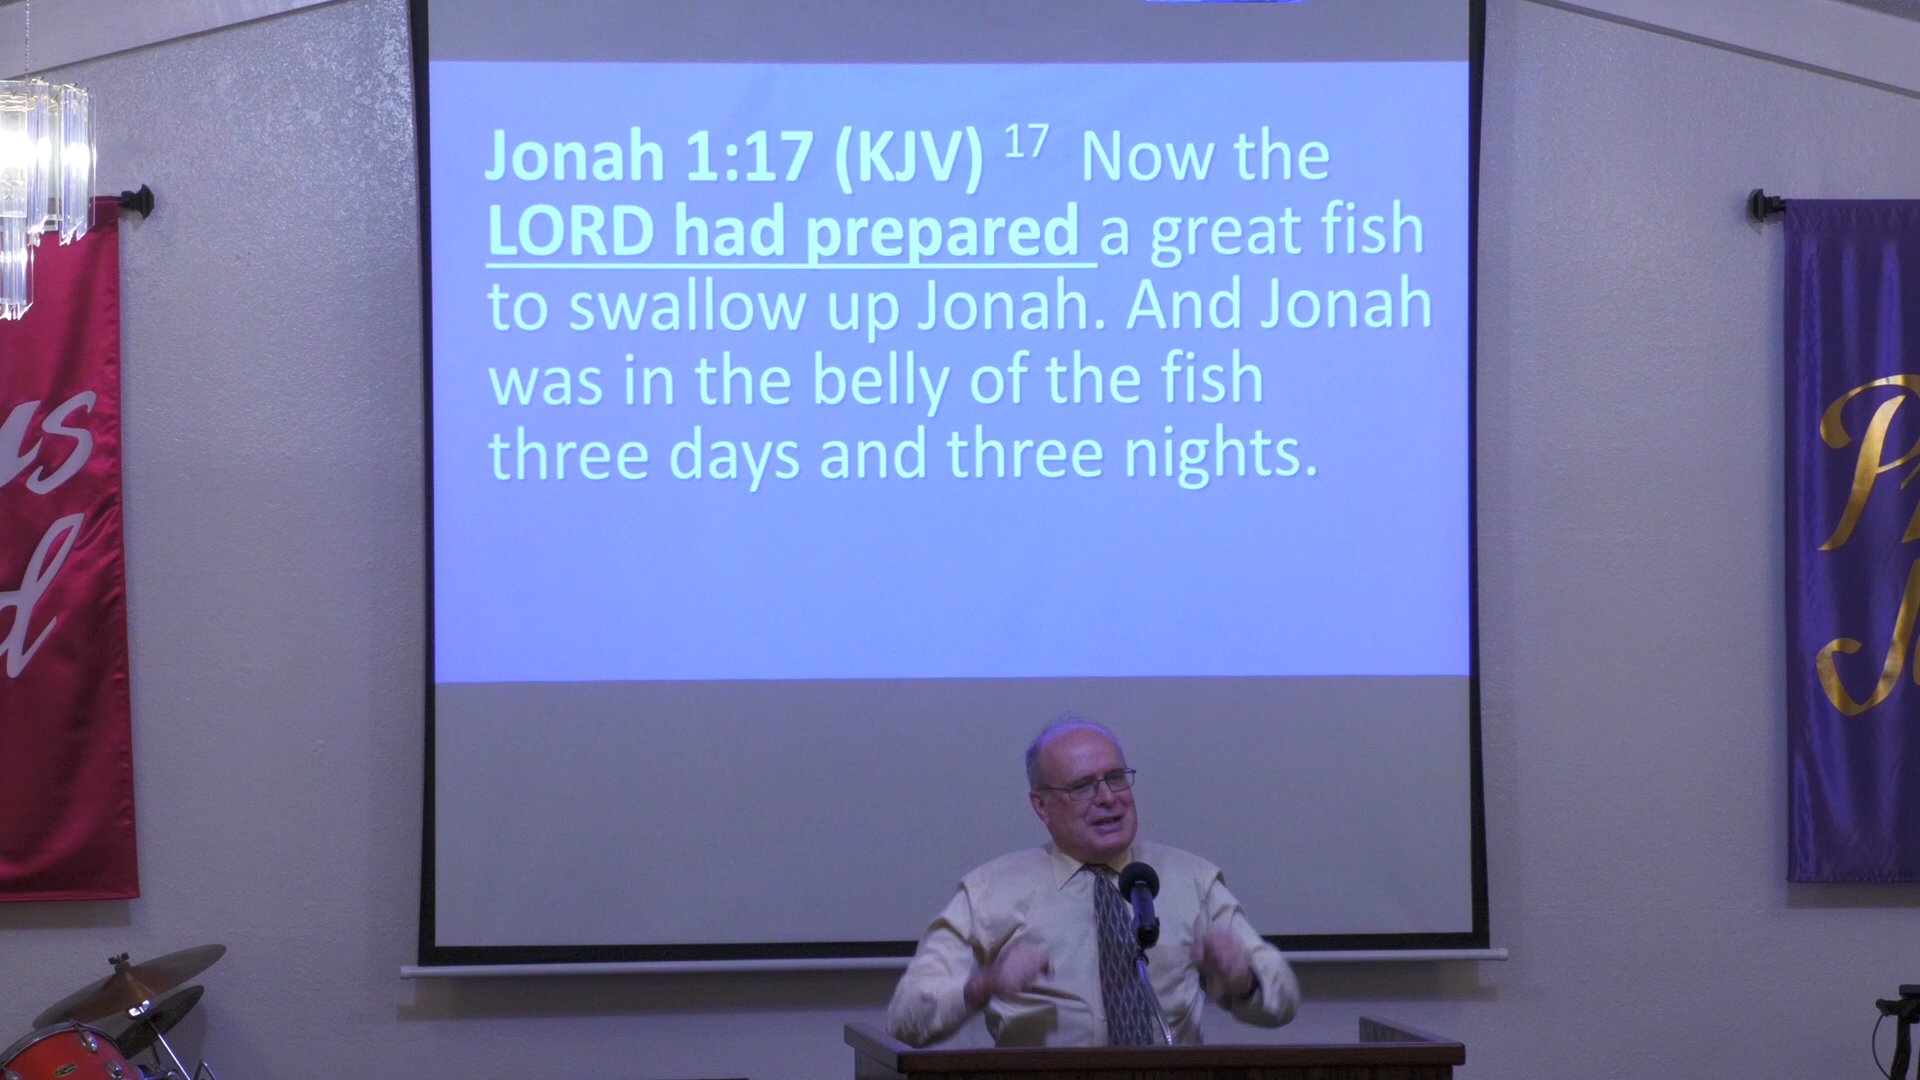 Jonah 1:17 (KJV) 17 Now the
LORD had prepared a great fish
to swallow up Jonah. And Jonah
was in the belly of the fish
three days and three nights.